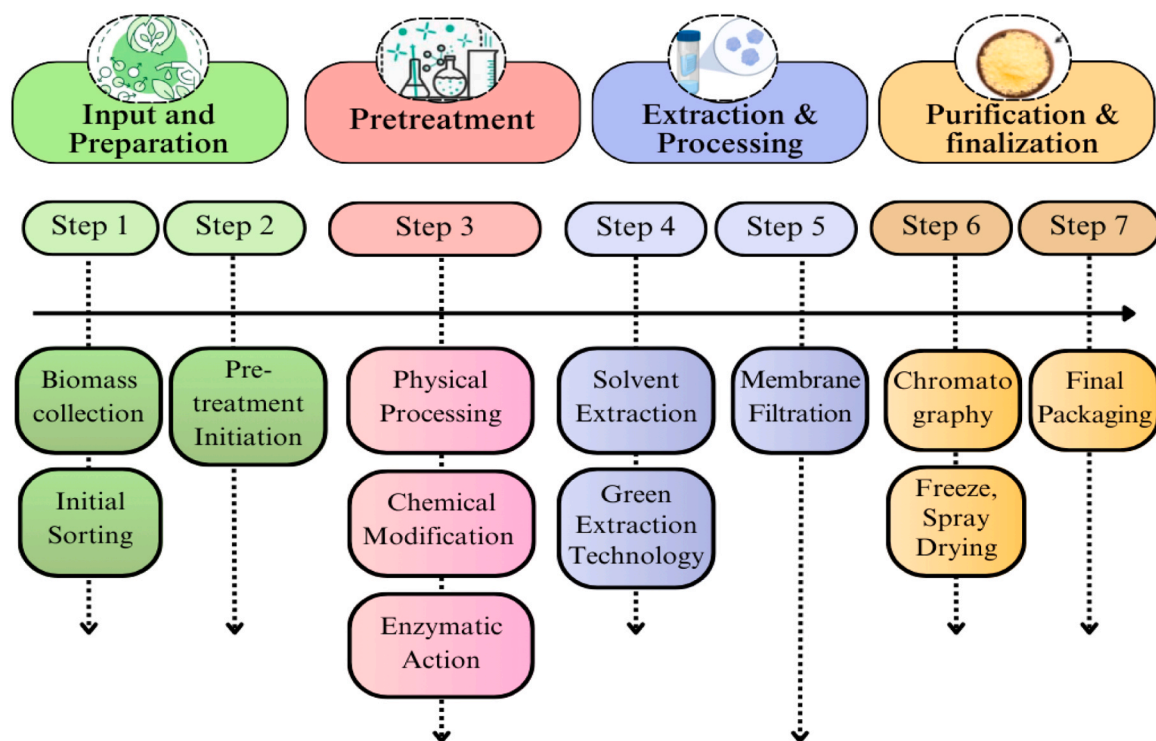 Input and
Preparation
Pretreatment
Extraction &
Processing
Purification &
finalization
Step 1
Step 2
Step 3
Step 4
Step 5
Step 6
Step 7
Biomass
collection
Initial
Sorting
Pre-
treatment
Initiation
Physical
Processing
Chemical
Modification
Enzymatic
Action
Solvent
Extraction
Green
Extraction
Technology
Membrane
Filtration
Chromato
graphy
Freeze,
Spray
Drying
Final
Packaging